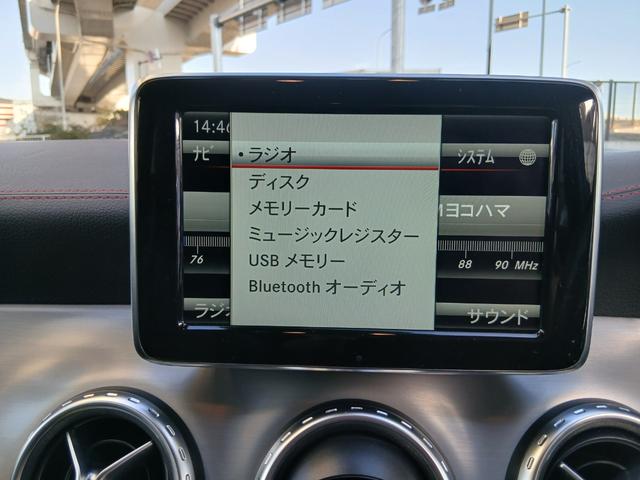 14:46
ナビ
• ラジオ
システム
ディスク
メモリーカード
ヨコハマ
ミュージックレジスター
76
88
90 MHz
USB メモリー
Bluetooth オーディオ
ラジ
サウンド